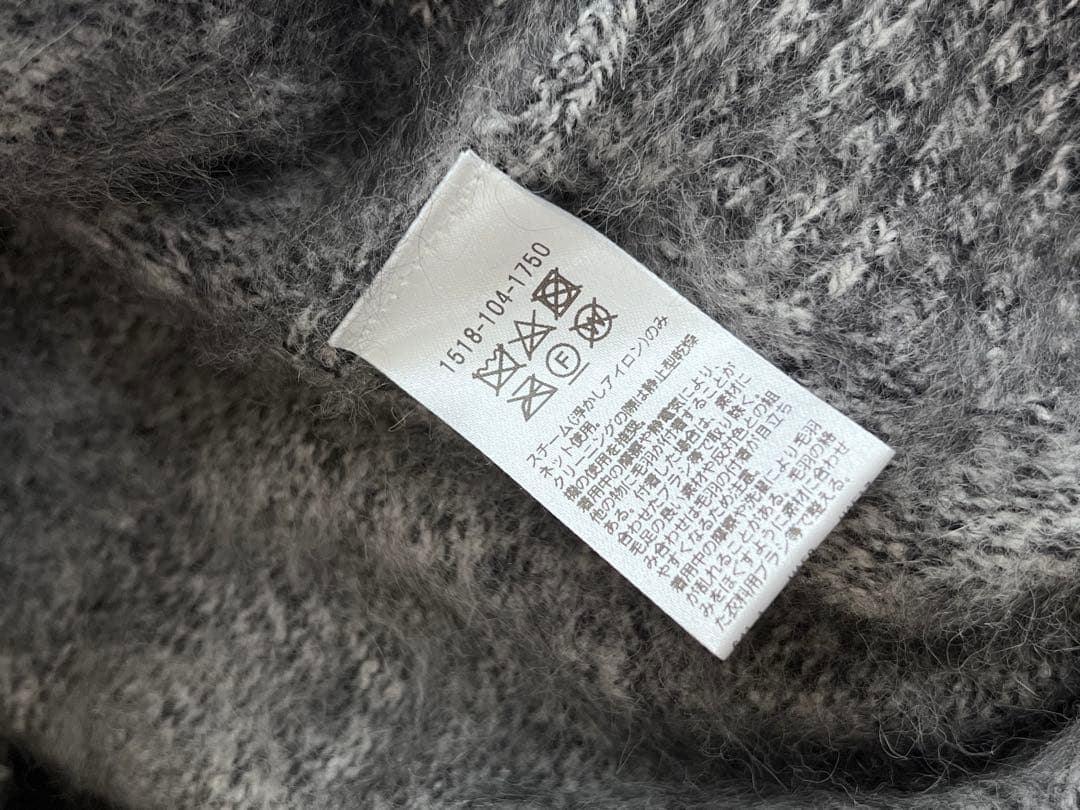 1518-104-1750
F
W
スチーム(浮かしアイロン)のみ
ネット使用。
クリーニングの際は静止型乾燥
機の使用を推奨。
着用中の摩擦や静電気により、
他の物に毛羽が付着することが
ある。付着した場合は、素材に
合わせたブラシ等で取り除く。
毛足の長い素材や反対色との組
み合わせは毛羽の付着が目立ち
やすくなるため注意。
着用中の摩擦や洗濯により毛羽
が乱れることがある。毛羽の絡
みをほぐすように素材に合わせ
た衣料用ブラシ等で整える。